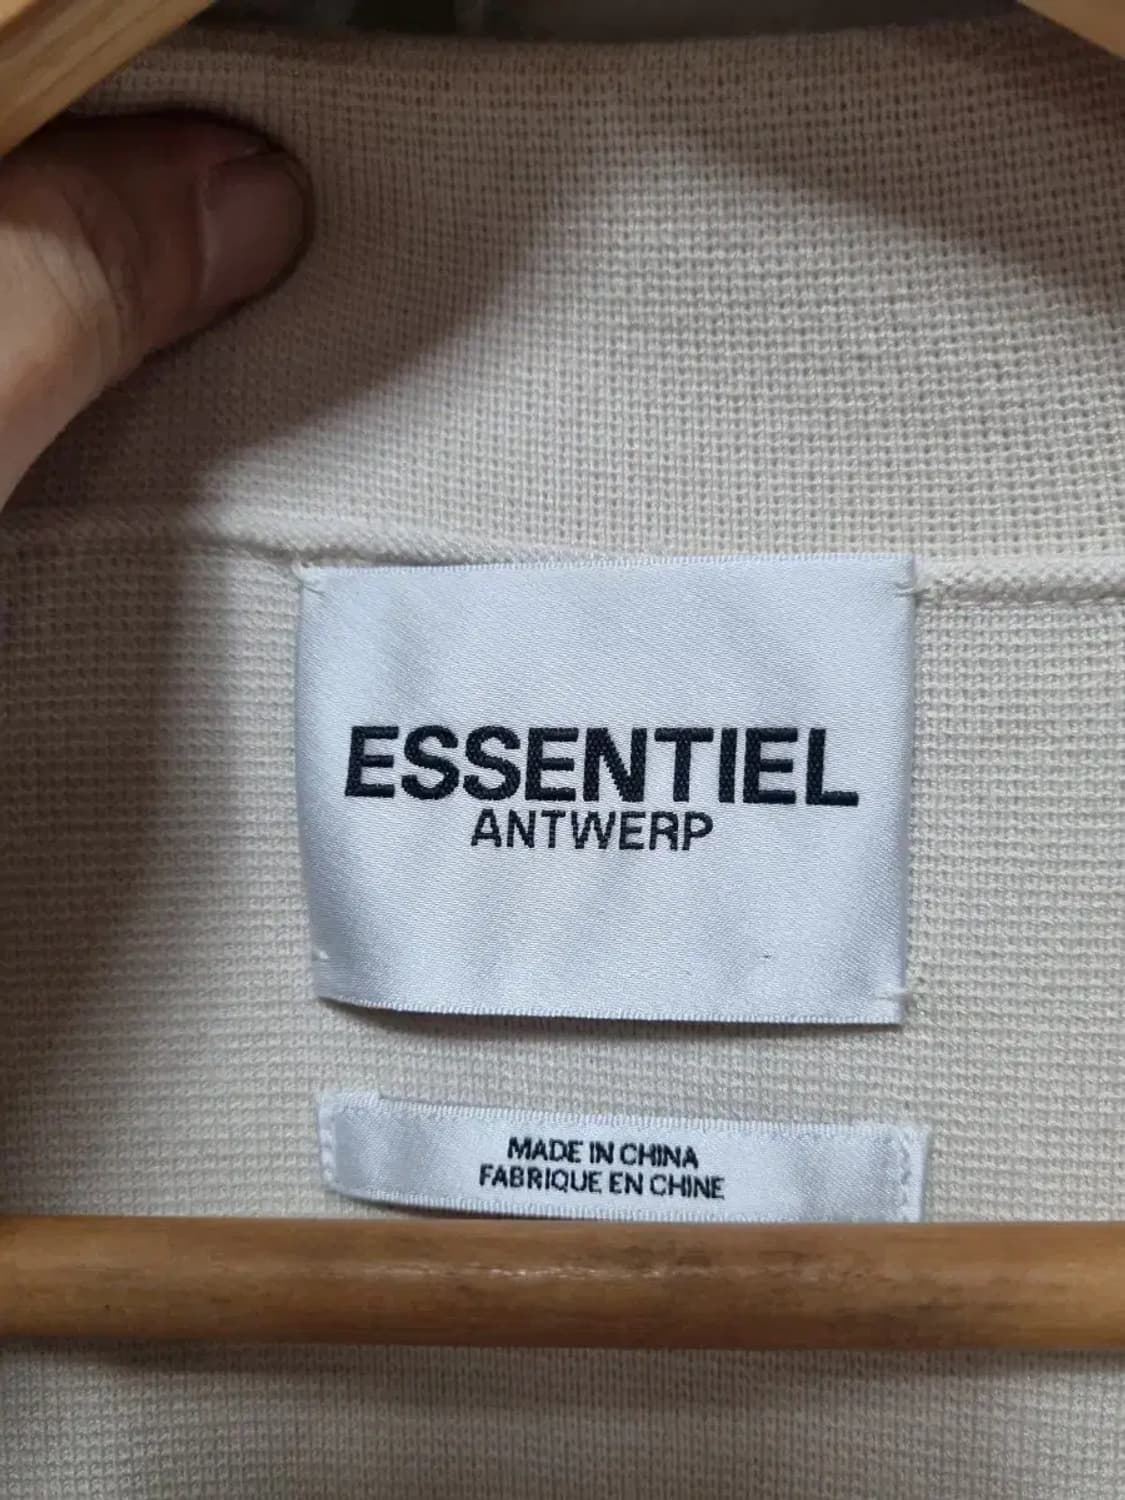 ESSENTIEL
ANTWERP
MADE IN CHINA
FABRIQUE EN CHINE